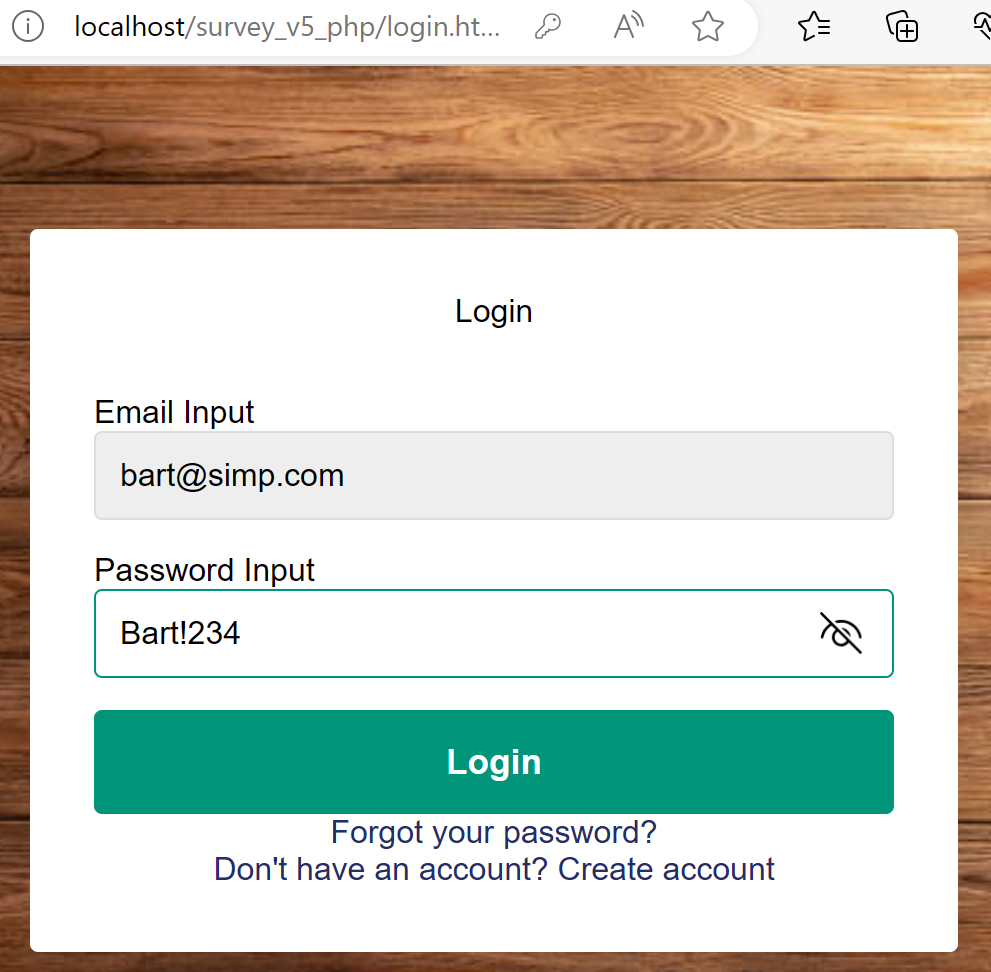 localhost/survey_v5_php/login.ht...
Login
Email Input
bart@simp.com
Password Input
Bart!234
Login
Forgot your password?
Don't have an account? Create account